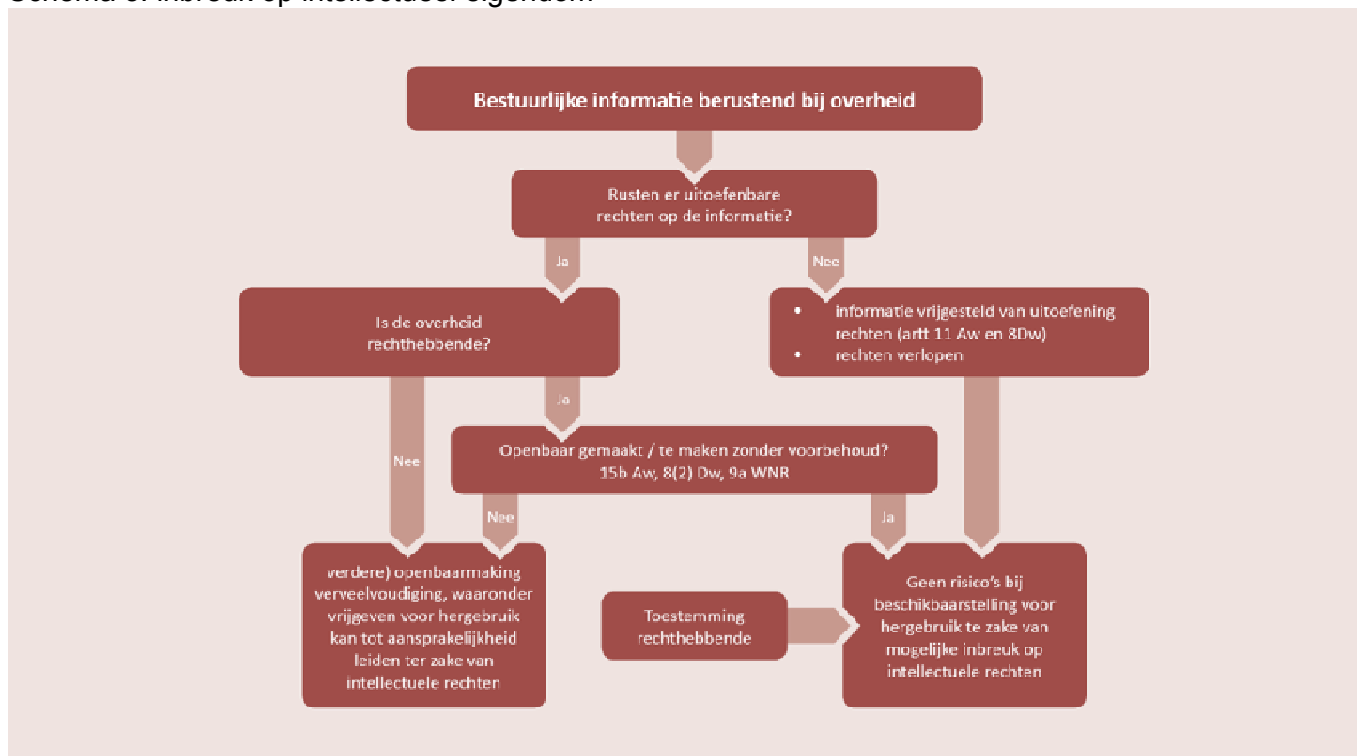 Bestuurlijke informatie berustend bij overheid
Rusten er uitoefenbare
rechten op de informatie?
Ja
Nee
Is de overheid
rechthebbende?
• informatie vrijgesteld van uitoefening
rechten (artt 11 Aw en 8Dw)
• rechten verlopen
Ja
Nee
Openbaar gemaakt / te maken zonder voorbehoud?
15b Aw, 8(2) Dw, 9a WNR
Nee
Ja
verdere) openbaarmaking
verveelvoudiging, waaronder
vrijgeven voor hergebruik
kan tot aansprakelijkheid
leiden ter zake van
intellectuele rechten
Toestemming
rechthebbende
Geen risico's bij
beschikbaarstelling voor
hergebruik te zake van
mogelijke inbreuk op
intellectuele rechten